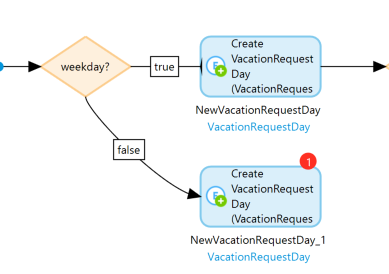 Create
VacationRequest
Day
(VacationReques
weekday?
true
NewVacationRequestDay
VacationRequestDay
false
1
Create
VacationRequest
Day
(VacationReques
NewVacationRequestDay_1
VacationRequestDay